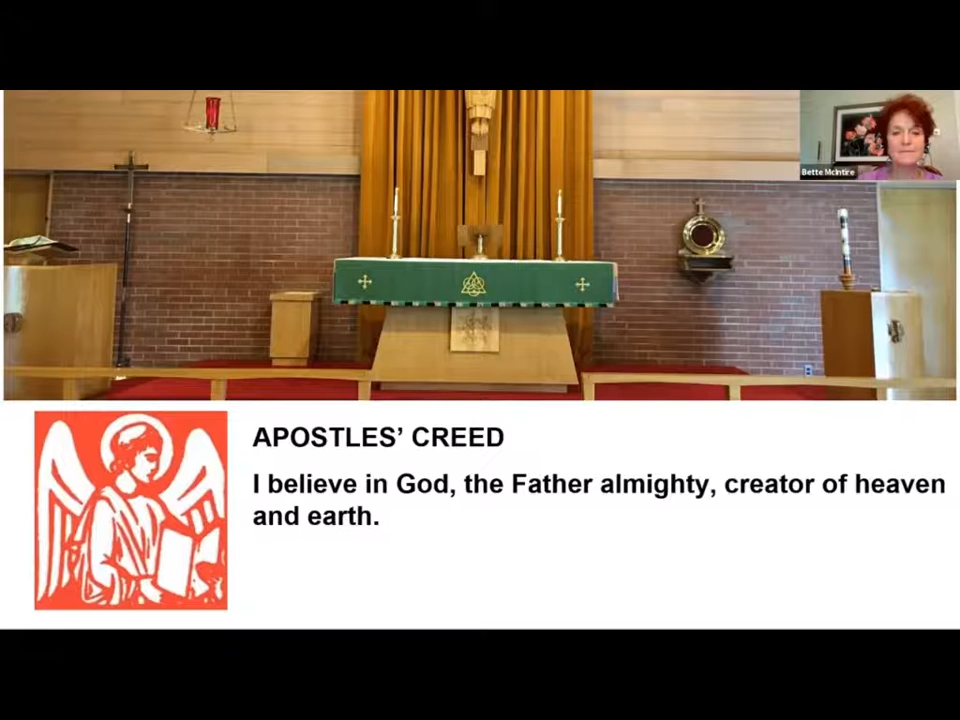 Bette McIntire
APOSTLES’ CREED
I believe in God, the Father almighty, creator of heaven
and earth.